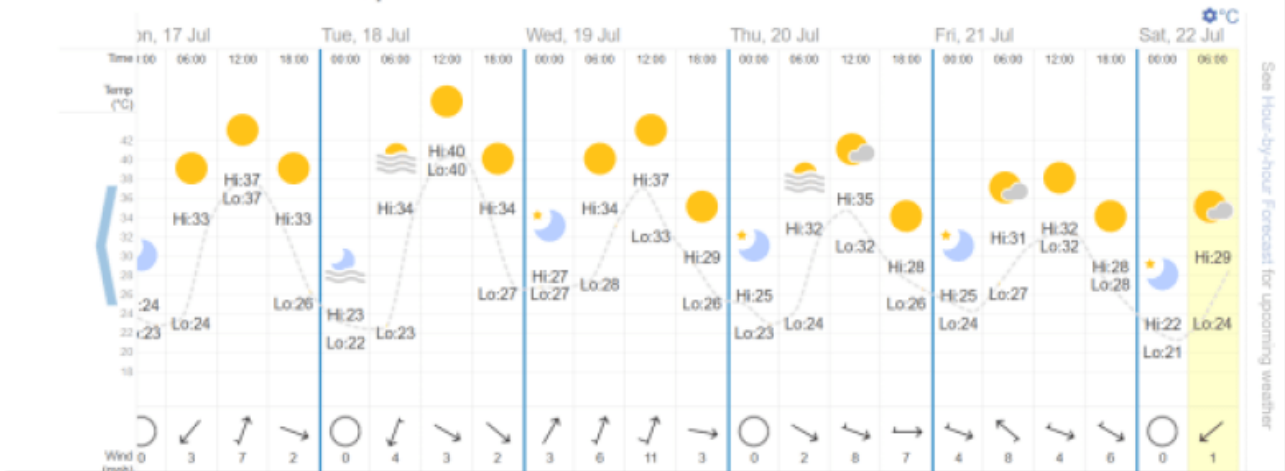 °C
on, 17 Jul Tue, 18 Jul Wed, 19 Jul Thu, 20 Jul Fri, 21 Jul Sat, 22 Jul
Time 06:00 12:00 18:00 00:00 06:00 12:00 18:00 00:00 06:00 12:00 18:00 00:00 06:00 12:00 18:00 00:00 06:00 12:00 18:00 00:00 06:00
Temp
(°C)
42
40 Hi:40
Lo:40
38 Hi:37 Hi:37
36 Lo:37 Hi:35
34 Hi:33 Hi:33 Hi:34 Hi:34 Hi:34
Hi:32 Hi:32
32 Lo:33 Lo:32 Hi:31 Lo:32
30 Hi:29 Hi:29
28 Hi:28 Hi:28
Hi:27 Lo:28 Lo:28
26 Lo:27 Lo:27 Hi:25 Hi:25 Lo:27
24 :24 Lo:26 Lo:26 Lo:26
Lo:24 Hi:23 Lo:24 Lo:24 Hi:22 Lo:24
22 :23 Lo:23 Lo:23
Lo:22
20 Lo:21
18
Wind 0 3 7 2 0 4 3 2 3 6 11 3 0 2 8 7 4 8 4 6 0 1
(mph)
See Hour-by-hour Forecast for upcoming weather